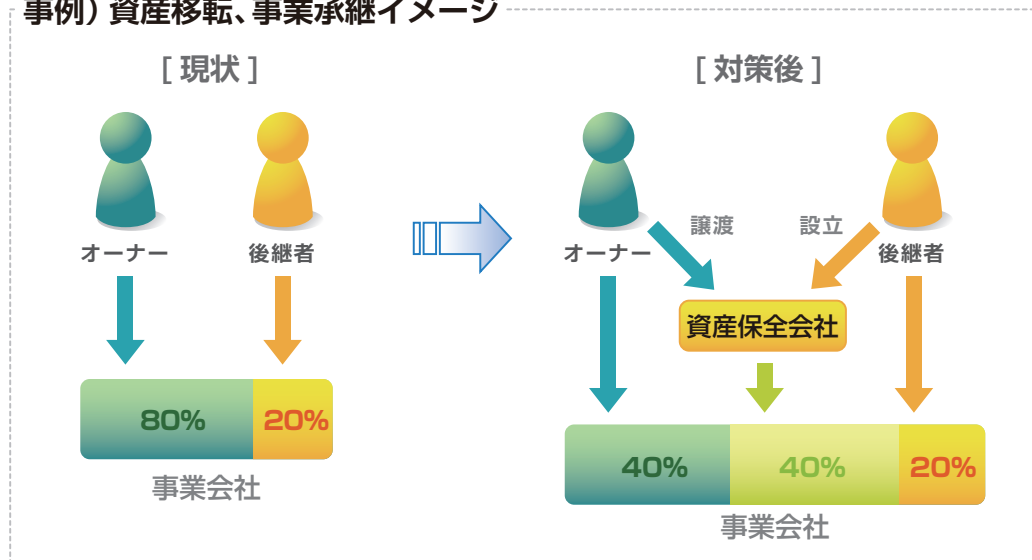 事例）資産移転、事業承継イメージ
[ 現状 ]
オーナー
後継者
80%
20%
事業会社
[ 対策後 ]
譲渡
設立
オーナー
後継者
資産保全会社
40%
40%
20%
事業会社